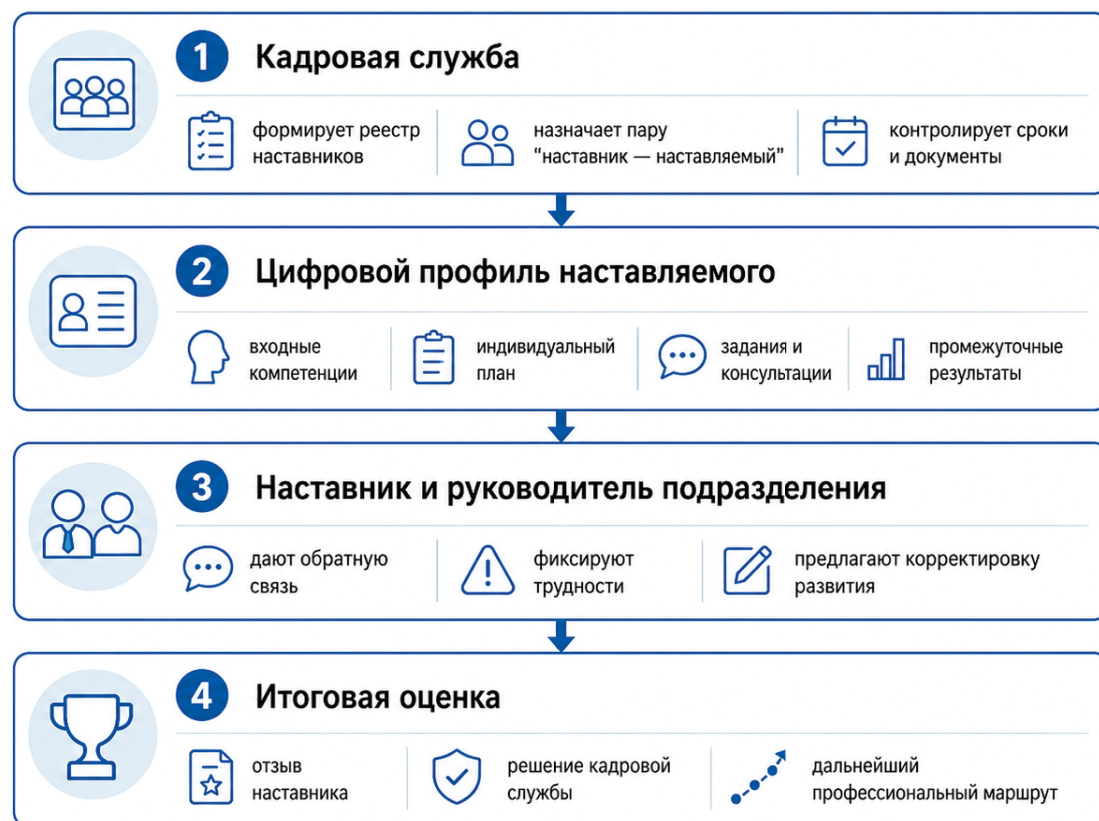 1 Кадровая служба
формирует реестр
наставников
назначает пару
“наставник — наставляемый”
контролирует сроки
и документы
2 Цифровой профиль наставляемого
входные
компетенции
индивидуальный
план
задания и
консультации
промежуточные
результаты
3 Наставник и руководитель подразделения
дают обратную
связь
фиксируют
трудности
предлагают корректировку
развития
4 Итоговая оценка
отзыв
наставника
решение кадровой
службы
дальнейший
профессиональный маршрут